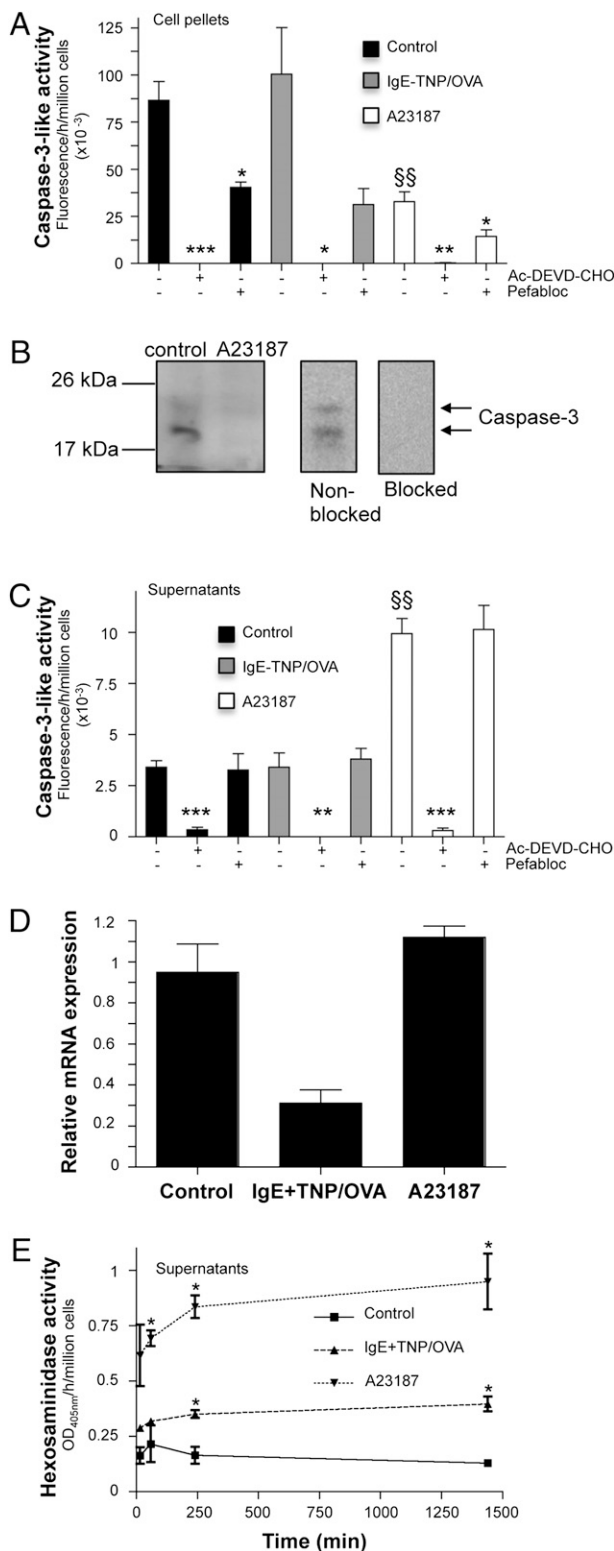 A
Cell pellets
Caspase-3-like activity
Fluorescence/h/million cells
(x10⁻³)
125
100
75
50
25
0
Control
IgE-TNP/OVA
A23187
***
*
*
§§
**
*
- + - - + - - + - Ac-DEVD-CHO
- - + - - + - - + Pefabloc
B
control A23187
26 kDa
17 kDa
Caspase-3
Non-
blocked
Blocked
C
Supernatants
Caspase-3-like activity
Fluorescence/h/million cells
(x10⁻³)
10
7.5
5
2.5
0
Control
IgE-TNP/OVA
A23187
***
**
§§
***
- + - - + - - + - Ac-DEVD-CHO
- - + - - + - - + Pefabloc
D
Relative mRNA expression
1.2
1
0.8
0.6
0.4
0.2
0
Control IgE+TNP/OVA A23187
E
Supernatants
Hexosaminidase activity
OD405nm/h/million cells
1
0.75
0.5
0.25
0
* * *
* *
Control
IgE+TNP/OVA
A23187
0 250 500 750 1000 1250 1500
Time (min)